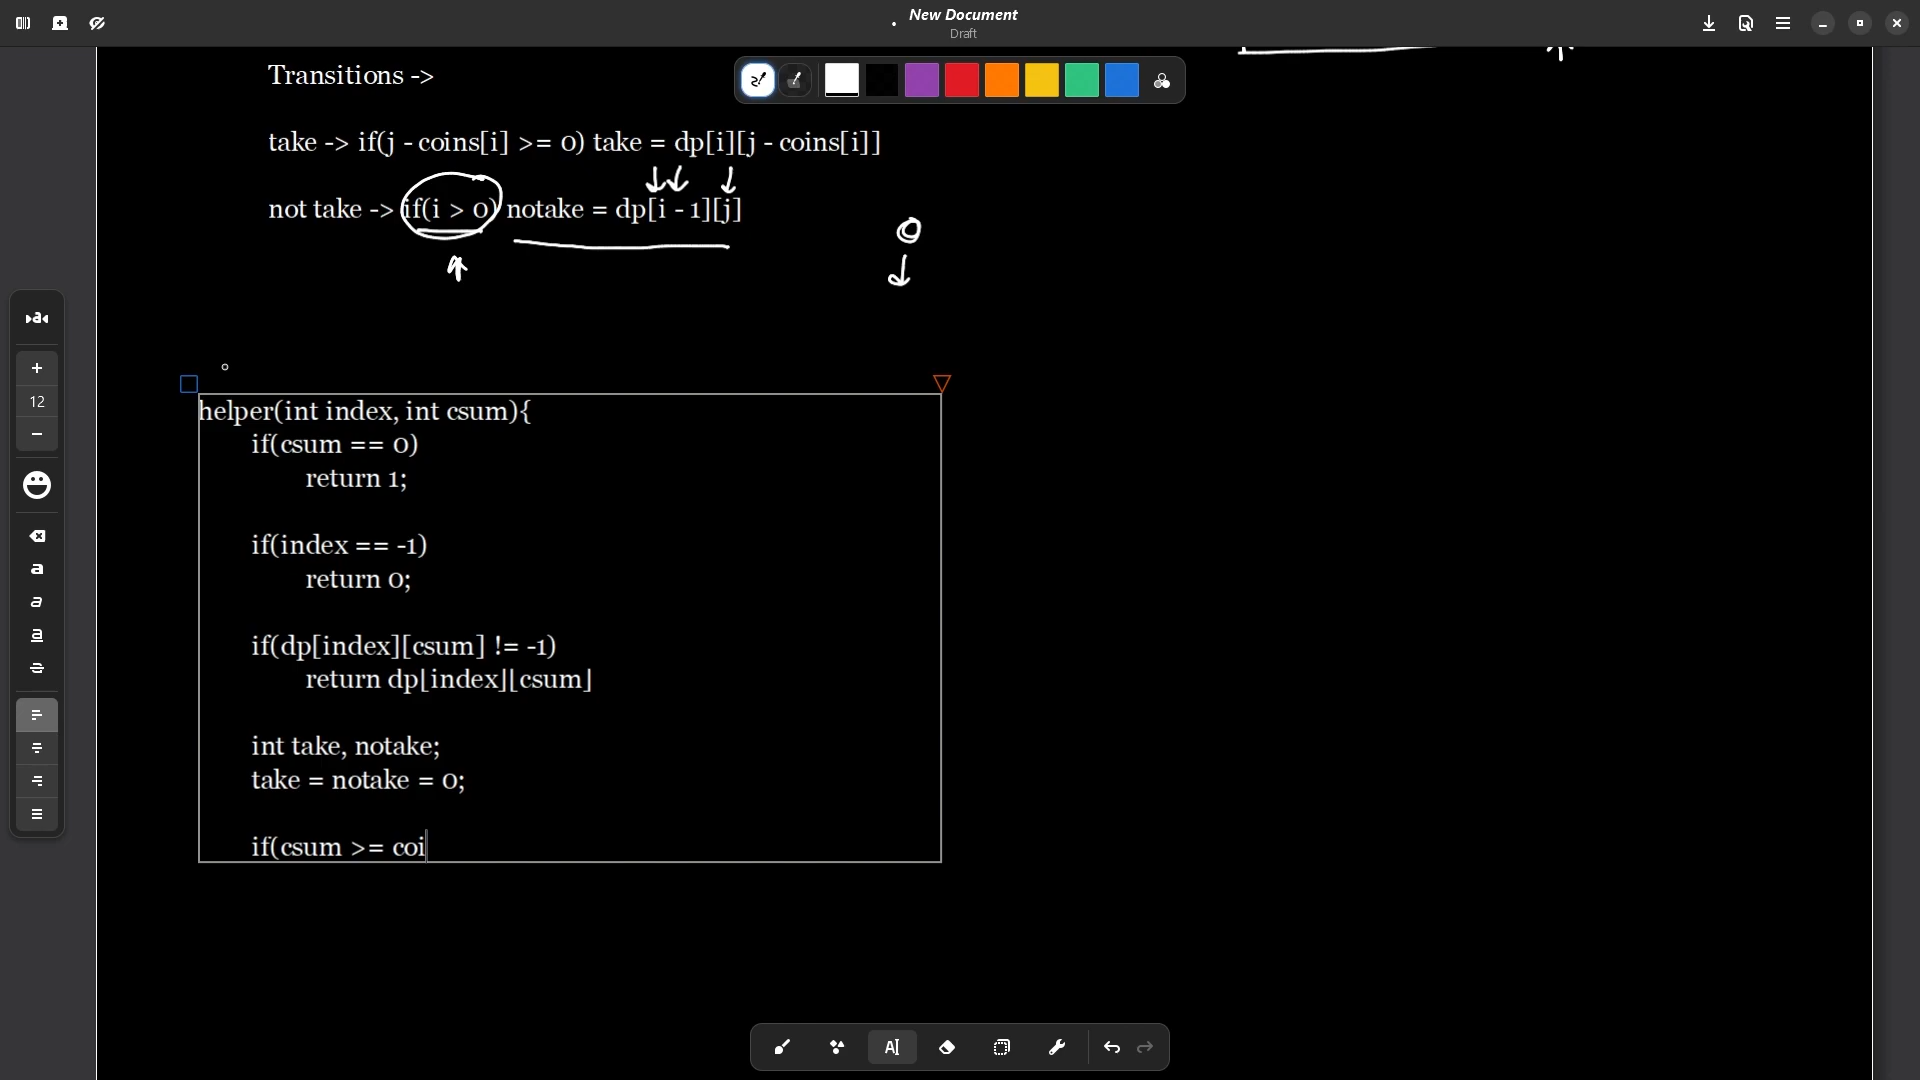 New Document
Draft
Transitions ->
take -> if(j - coins[i] >= 0) take = dp[i][j - coins[i]]
not take -> if(i > 0) notake = dp[i - 1][j]
0
helper(int index, int csum){
if(csum == 0)
return 1;
if(index == -1)
return 0;
if(dp[index][csum] != -1)
return dp[index][csum]
int take, notake;
take = notake = 0;
if(csum >= coi
12